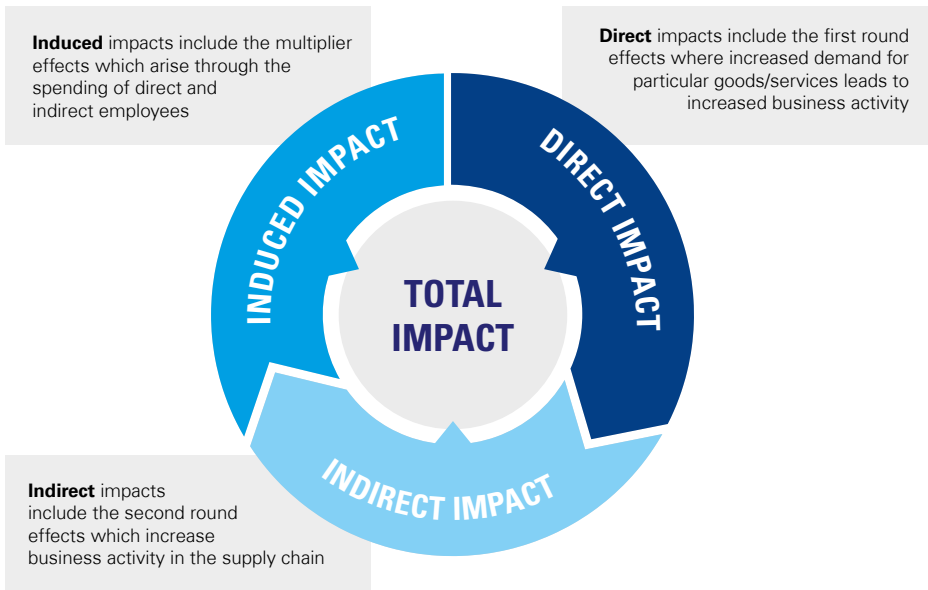 Induced impacts include the multiplier
effects which arise through the
spending of direct and
indirect employees
Direct impacts include the first round
effects where increased demand for
particular goods/services leads to
increased business activity
INDUCED IMPACT
DIRECT IMPACT
TOTAL
IMPACT
INDIRECT IMPACT
Indirect impacts
include the second round
effects which increase
business activity in the supply chain